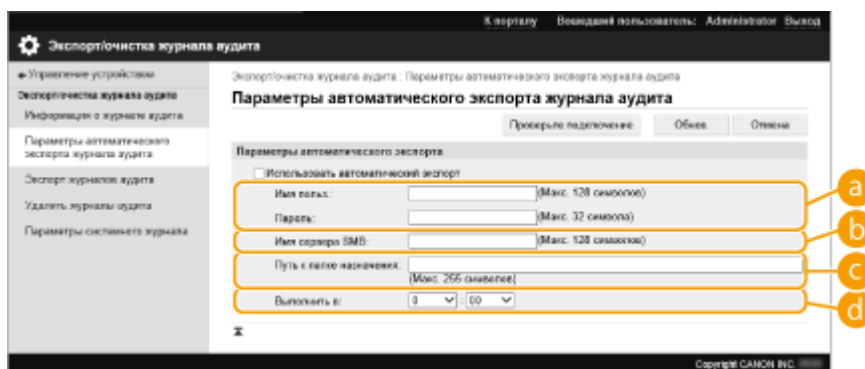 К порталу Вошедший пользователь: Administrator Выход
Экспорт/очистка журнала аудита
Управление устройством
Экспорт/очистка журнала аудита : Параметры автоматического экспорта журнала аудита
Экспорт/очистка журнала аудита
Параметры автоматического экспорта журнала аудита
Информация о журнале аудита
Проверьте подключение Обнов. Отмена
Параметры автоматического
экспорта журнала аудита
Параметры автоматического экспорта
Использовать автоматический экспорт
Экспорт журналов аудита
Имя польз.: (Макс. 128 символов)
a
Удалить журналы аудита
Пароль: (Макс. 32 символа)
Параметры системного журнала
Имя сервера SMB: (Макс. 128 символов)
b
Путь к папке назначения:
(Макс. 255 символов)
c
Выполнить в: 0 : 00
d
Copyright CANON INC.